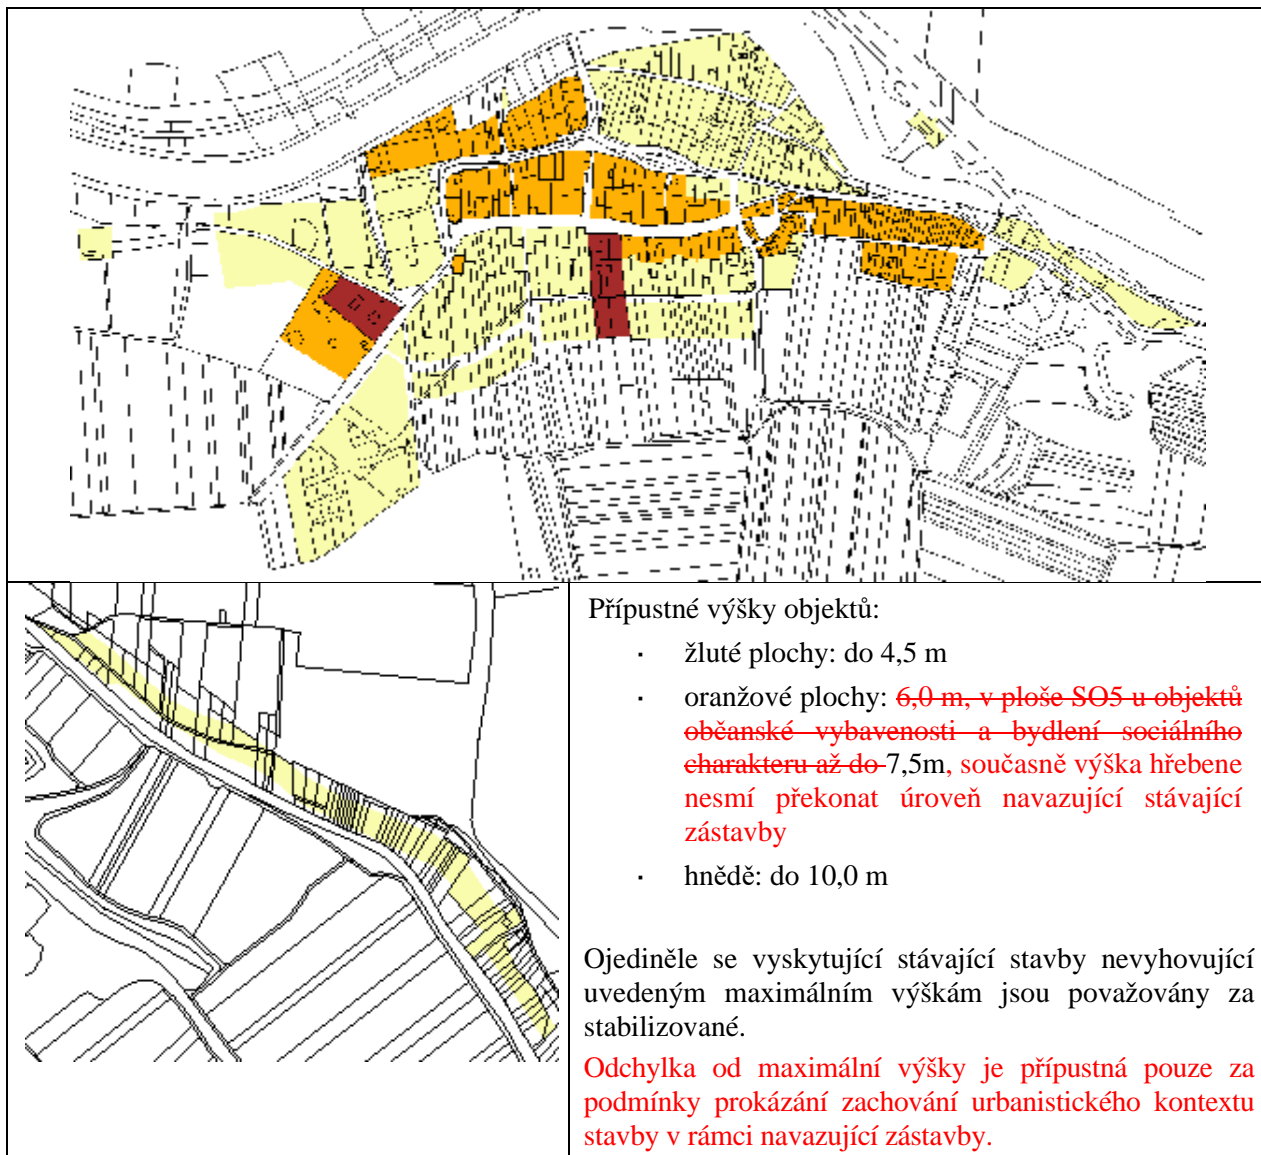 Přípustné výšky objektů:
· žluté plochy: do 4,5 m
· oranžové plochy: 6,0 m, v ploše SO5 u objektů
občanské vybavenosti a bydlení sociálního
charakteru až do 7,5m, současně výška hřebene
nesmí překonat úroveň navazující stávající
zástavby
· hnědě: do 10,0 m
Ojediněle se vyskytující stávající stavby nevyhovující
uvedeným maximálním výškám jsou považovány za
stabilizované.
Odchylka od maximální výšky je přípustná pouze za
podmínky prokázání zachování urbanistického kontextu
stavby v rámci navazující zástavby.